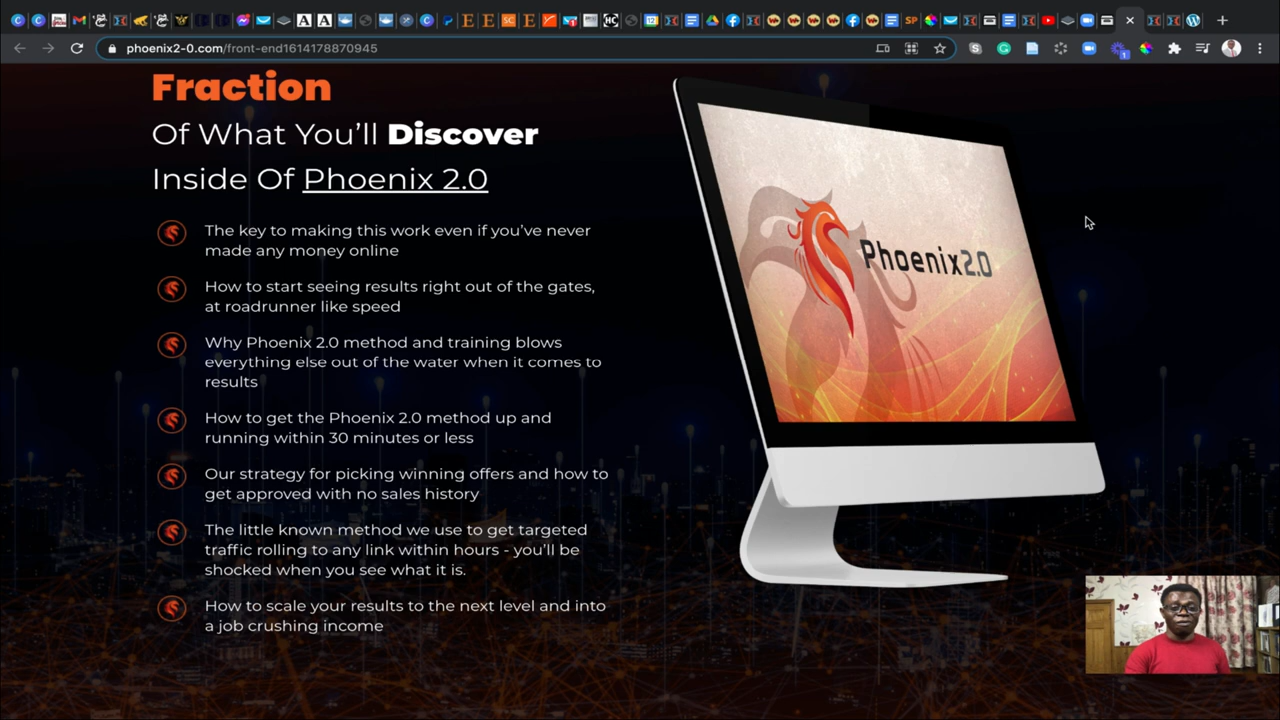 phoenix2-0.com/front-end1614178870945
1
Fraction
Of What You'll Discover
Inside Of Phoenix 2.0
The key to making this work even if you've never
made any money online
How to start seeing results right out of the gates,
at roadrunner like speed
Why Phoenix 2.0 method and training blows
everything else out of the water when it comes to
results
How to get the Phoenix 2.0 method up and
running within 30 minutes or less
Our strategy for picking winning offers and how to
get approved with no sales history
The little known method we use to get targeted
traffic rolling to any link within hours - you'll be
shocked when you see what it is.
How to scale your results to the next level and into
a job crushing income
Phoenix2.0